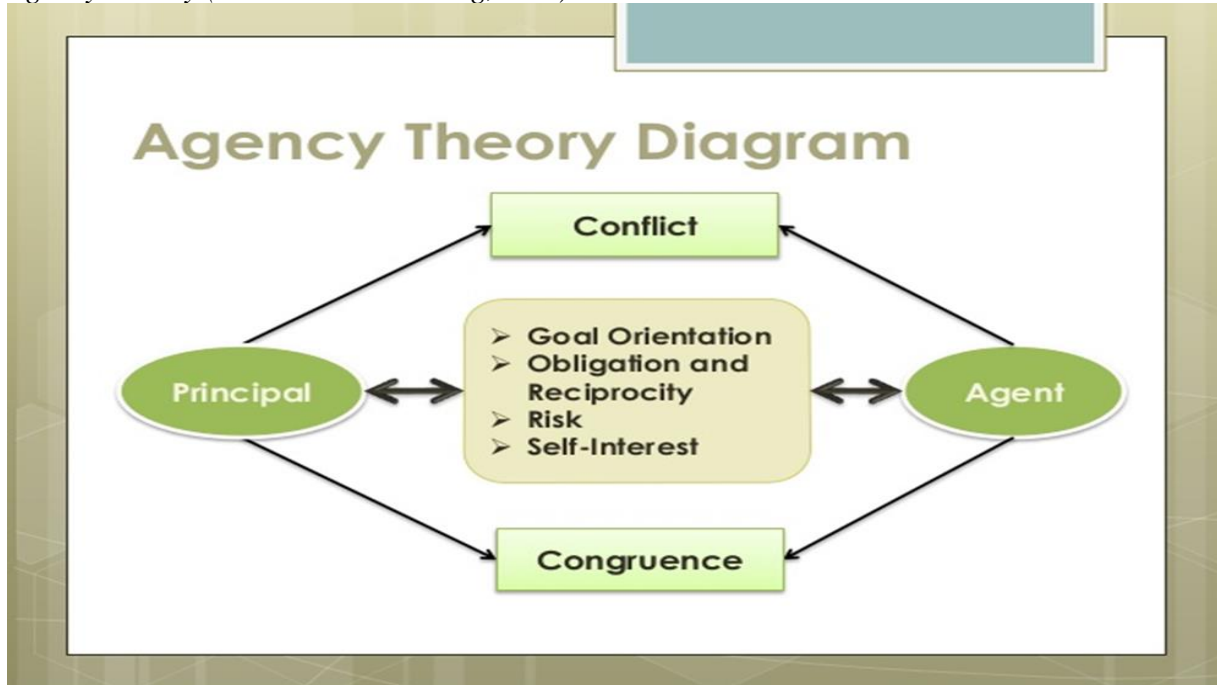 Agency Theory Diagram
Conflict
➢ Goal Orientation
➢ Obligation and
Reciprocity
➢ Risk
➢ Self-Interest
Principal
Agent
Congruence